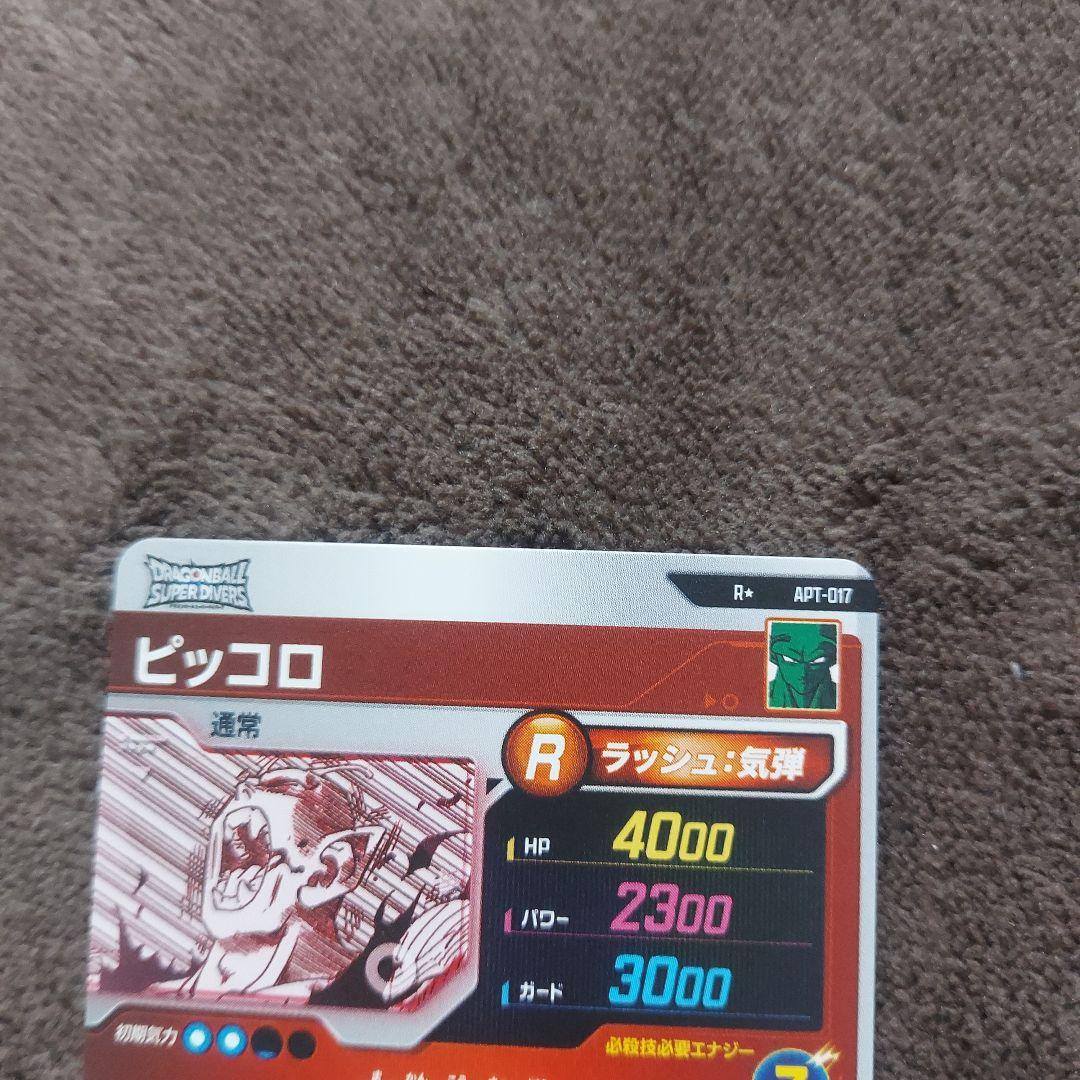 DRAGONBALL
SUPER DIVERS
R★ APT-017
ピッコロ
通常
R ラッシュ:気弾
HP 4000
パワー 2300
ガード 3000
初期気力
必殺技必要エナジー
7